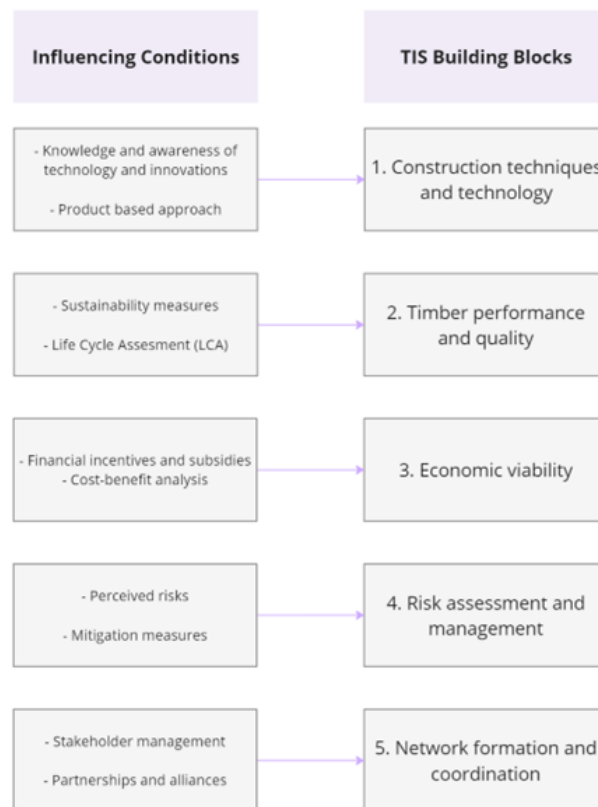 Influencing Conditions
TIS Building Blocks
- Knowledge and awareness of
technology and innovations
- Product based approach
1. Construction techniques
and technology
- Sustainability measures
- Life Cycle Assesment (LCA)
2. Timber performance
and quality
- Financial incentives and subsidies
- Cost-benefit analysis
3. Economic viability
- Perceived risks
- Mitigation measures
4. Risk assessment and
management
- Stakeholder management
- Partnerships and alliances
5. Network formation and
coordination